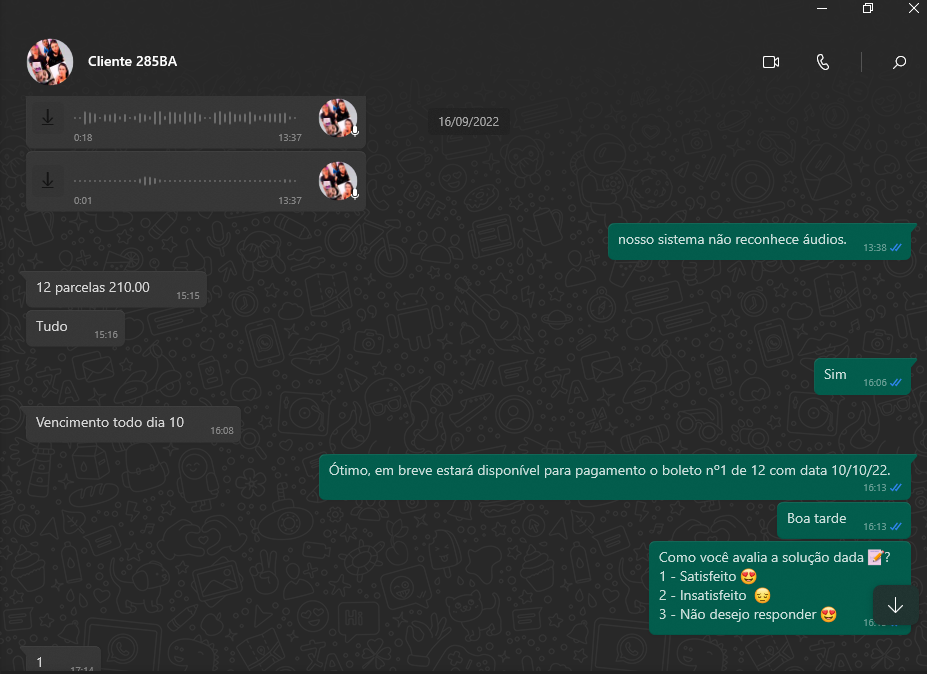 Cliente 285BA
0:18 13:37
16/09/2022
0:01 13:37
nosso sistema não reconhece áudios. 13:38
12 parcelas 210.00 15:15
Tudo 15:16
Sim 16:06
Vencimento todo dia 10 16:08
Ótimo, em breve estará disponível para pagamento o boleto nº1 de 12 com data 10/10/22.
16:13
Boa tarde 16:13
Como você avalia a solução dada 📝?
1 - Satisfeito 😍
2 - Insatisfeito 😔
3 - Não desejo responder 😍
1 17:14